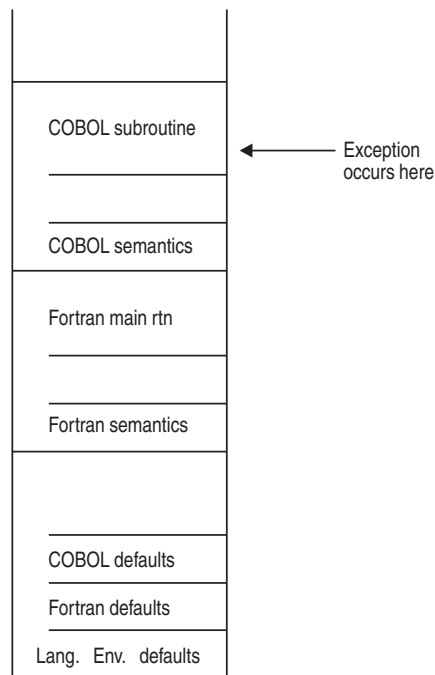 COBOL subroutine
Exception
occurs here
COBOL semantics
Fortran main rtn
Fortran semantics
COBOL defaults
Fortran defaults
Lang. Env. defaults